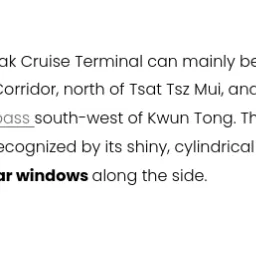 ak Cruise Terminal can mainly be
Corridor, north of Tsat Tsz Mui, and
pass south-west of Kwun Tong. Th
ecognized by its shiny, cylindrical
ar windows along the side.